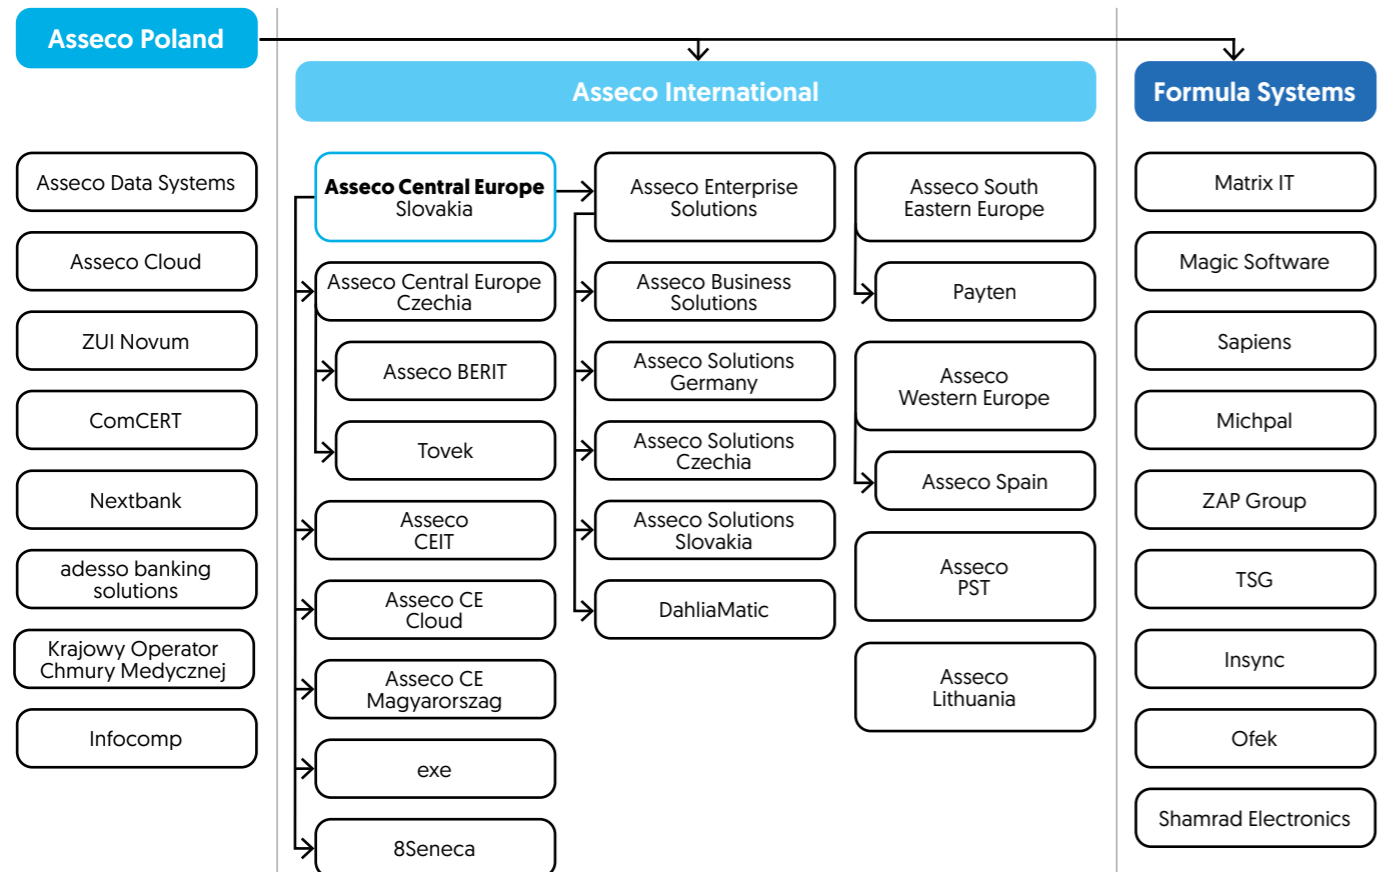 Asseco Poland
Asseco International
Formula Systems
Asseco Data Systems
Asseco Cloud
ZUI Novum
ComCERT
Nextbank
adesso banking
solutions
Krajowy Operator
Chmury Medycznej
Infocomp
Asseco Central Europe
Slovakia
Asseco Central Europe
Czechia
Asseco BERIT
Tovek
Asseco
CEIT
Asseco CE
Cloud
Asseco CE
Magyarorszag
exe
8Seneca
Asseco Enterprise
Solutions
Asseco Business
Solutions
Asseco Solutions
Germany
Asseco Solutions
Czechia
Asseco Solutions
Slovakia
DahliaMatic
Asseco South
Eastern Europe
Payten
Asseco
Western Europe
Asseco Spain
Asseco
PST
Asseco
Lithuania
Matrix IT
Magic Software
Sapiens
Michpal
ZAP Group
TSG
Insync
Ofek
Shamrad Electronics